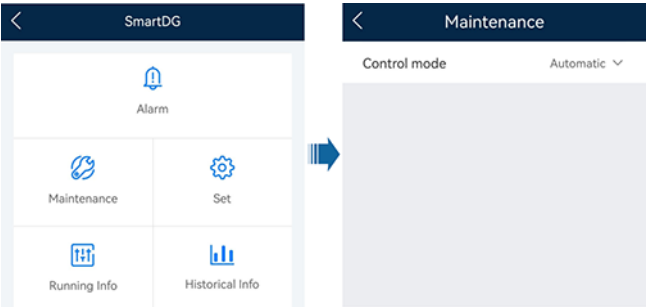 SmartDG
Alarm
Maintenance
Set
Running Info
Historical Info
Maintenance
Control mode
Automatic